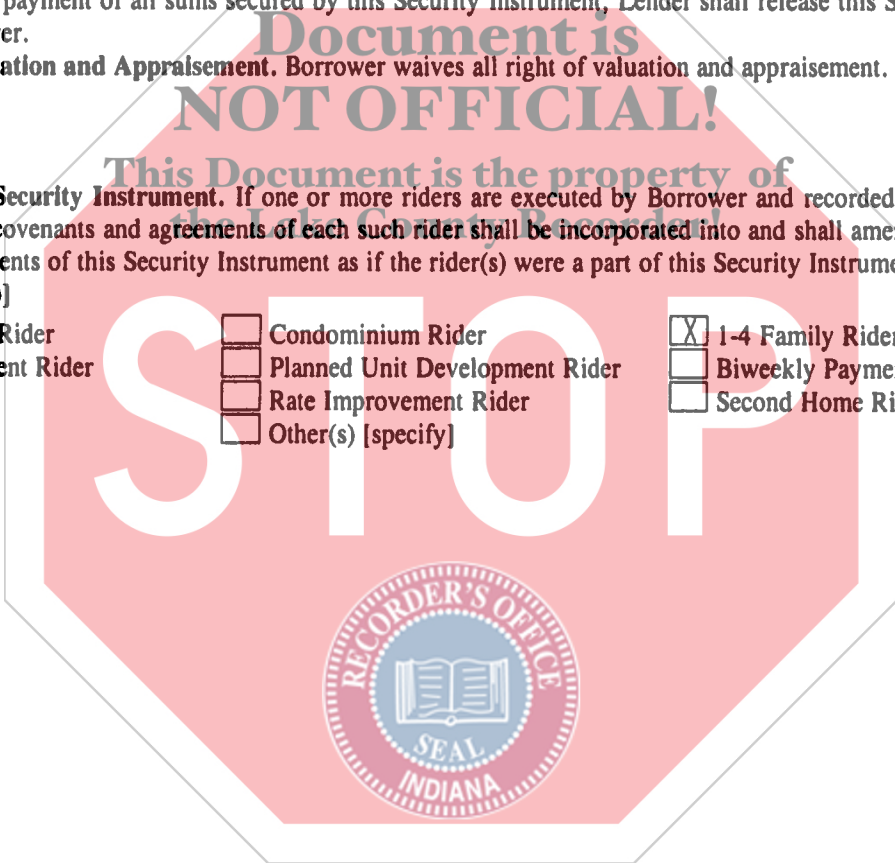 payment of all sums secured by this Security Instrument, Lender shall release this S
er.
Document is
ation and Appraisement. Borrower waives all right of valuation and appraisement.
NOT OFFICIAL!
This Document is the property of
Security Instrument. If one or more riders are executed by Borrower and recorded
the Lake County Recorder!
ovenants and agreements of each such rider shall be incorporated into and shall ame
ents of this Security Instrument as if the rider(s) were a part of this Security Instrume
]
Rider Condominium Rider X 1-4 Family Rider
ent Rider Planned Unit Development Rider Biweekly Payme
Rate Improvement Rider Second Home Ri
Other(s) [specify]
STOP
RECORDER'S OFFICE
SEAL
INDIANA